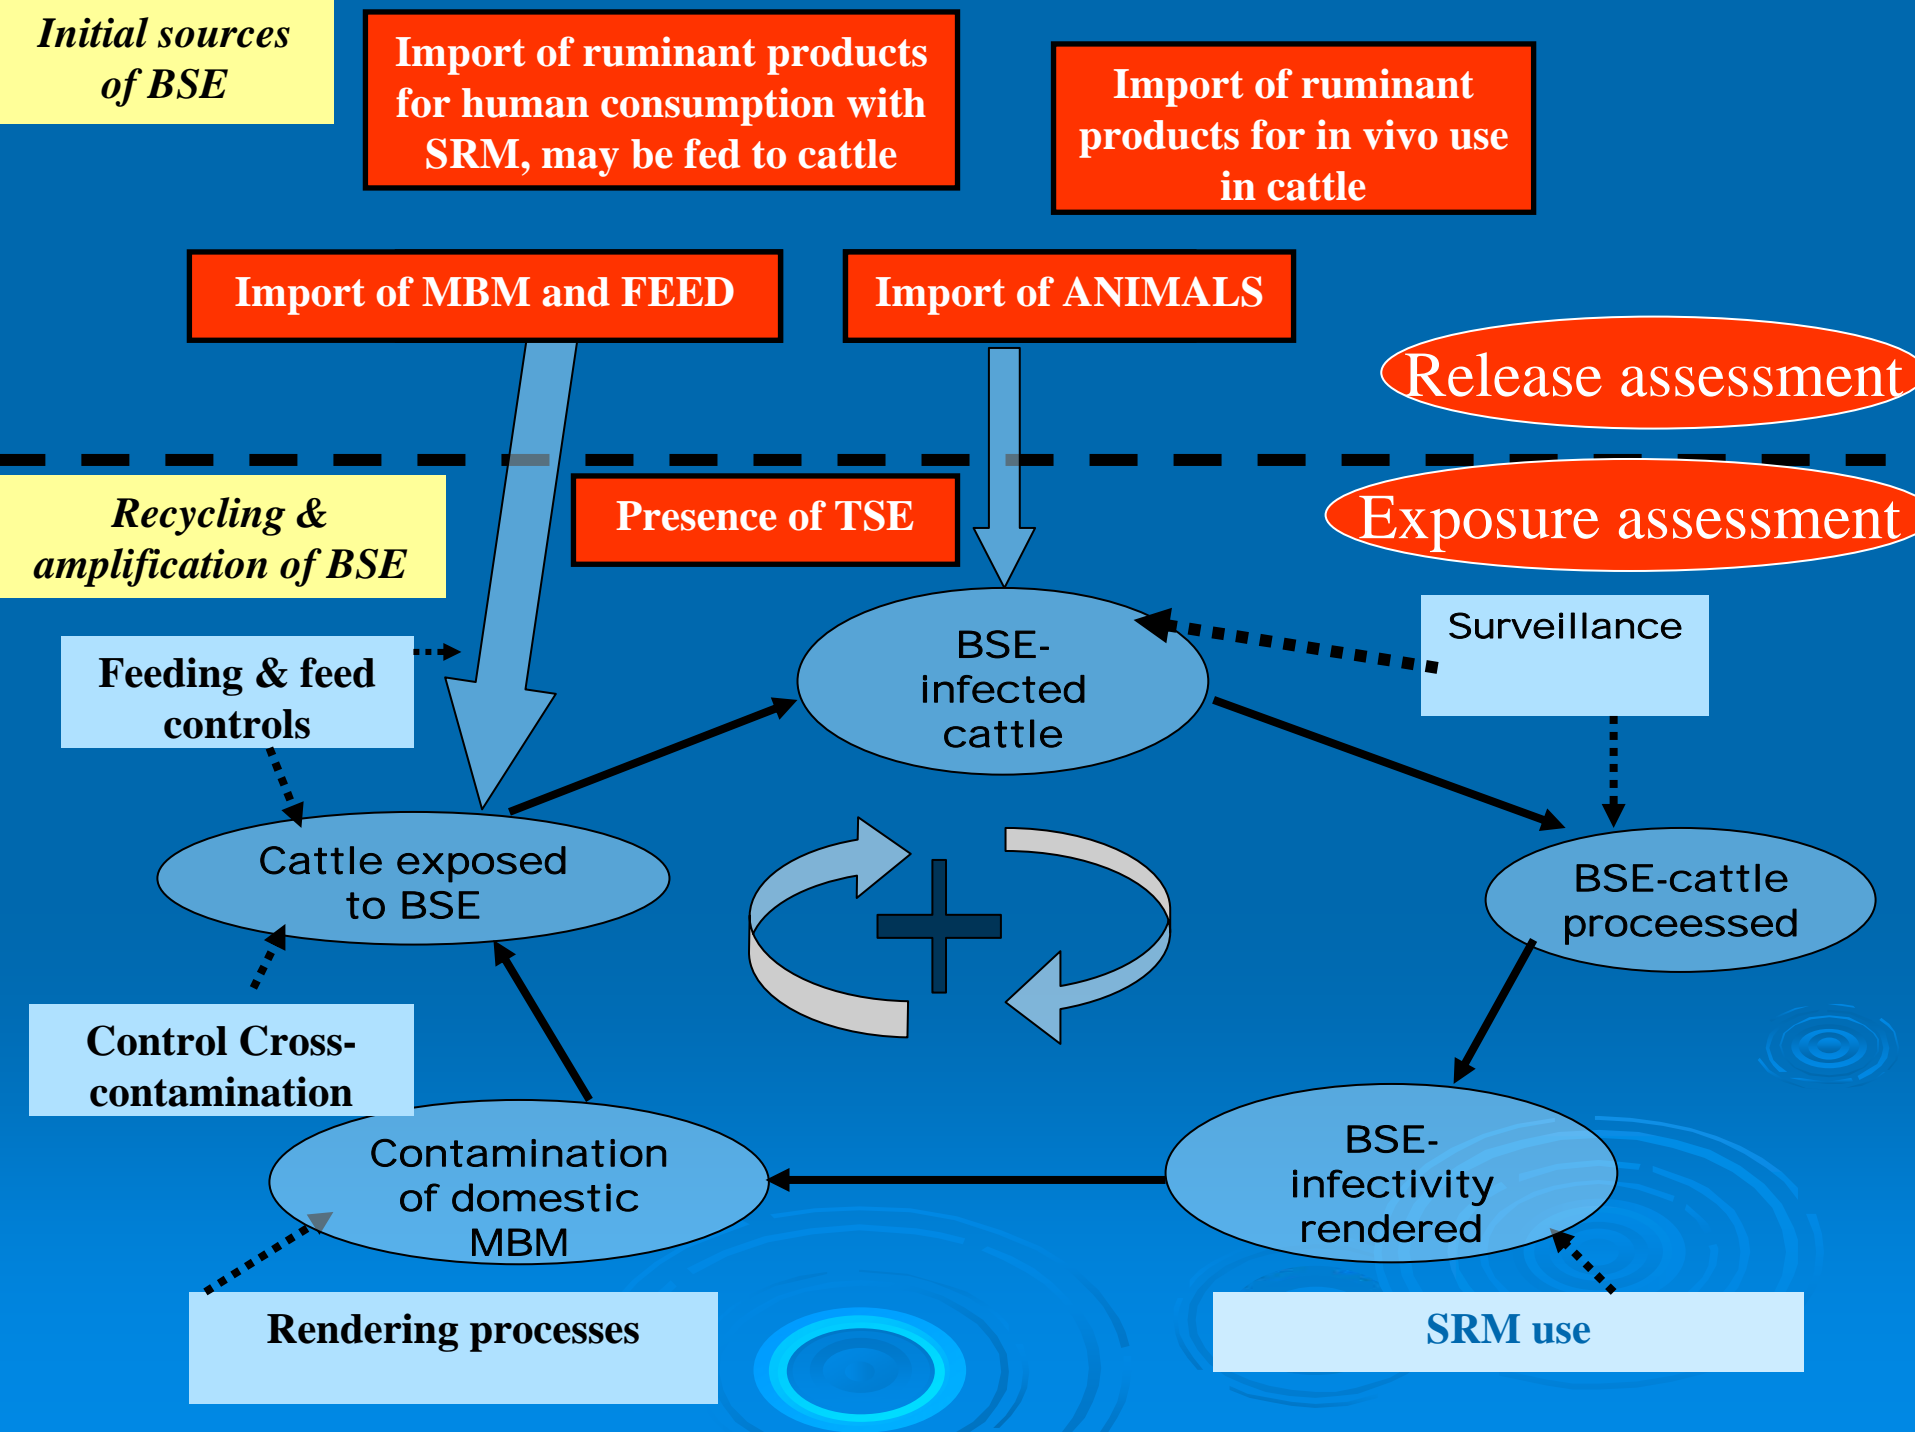 Initial sources
of BSE
Import of ruminant products
for human consumption with
SRM, may be fed to cattle
Import of ruminant
products for in vivo use
in cattle
Import of MBM and FEED
Import of ANIMALS
Release assessment
Recycling &
amplification of BSE
Presence of TSE
Exposure assessment
Feeding & feed
controls
BSE-
infected
cattle
Surveillance
Cattle exposed
to BSE
BSE-cattle
proceessed
Control Cross-
contamination
Contamination
of domestic
MBM
BSE-
infectivity
rendered
Rendering processes
SRM use